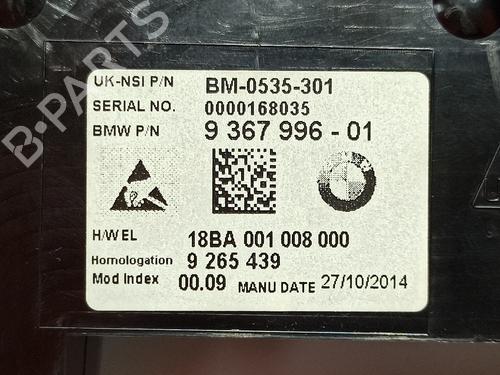 B-PARTS
UK-NSI P/N BM-0535-301
SERIAL NO. 0000168035
BMW P/N 9 367 996 - 01
H/WEL 18BA 001 008 000
Homologation 9 265 439
Mod Index 00.09 MANU DATE 27/10/2014